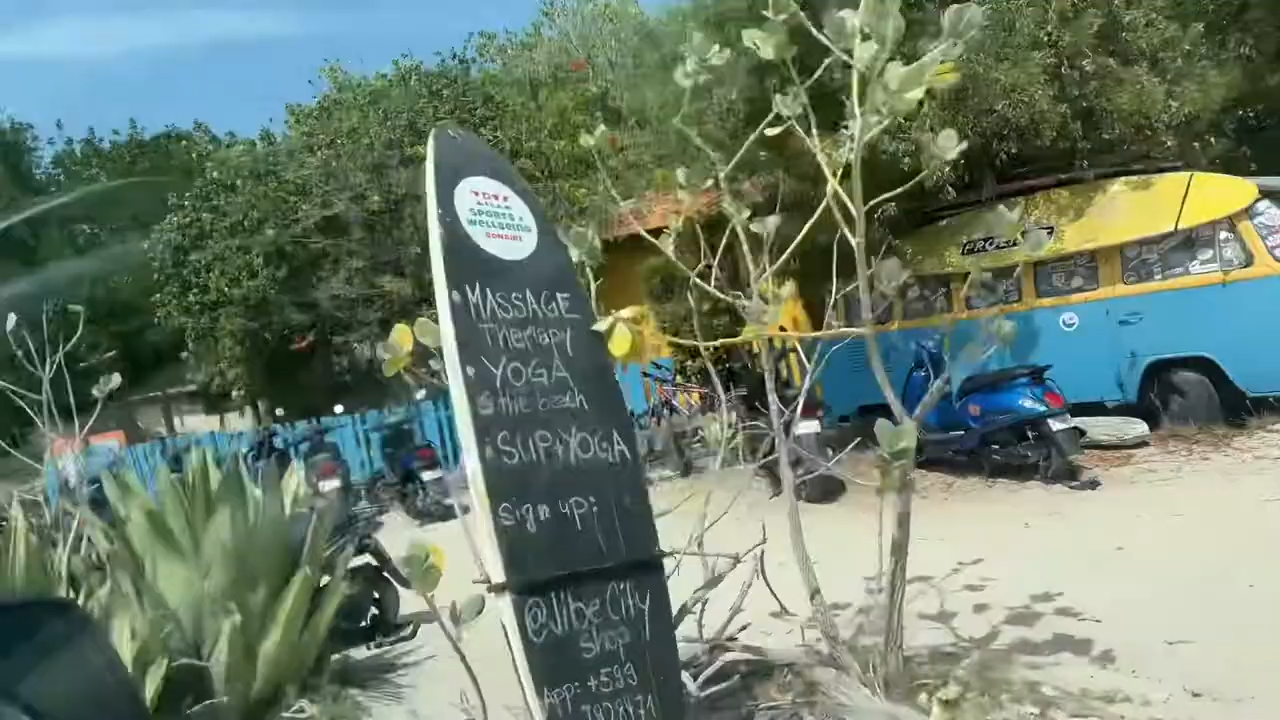 SPORTS &
WELLBEING
BONAIRE
• MASSAGE
Therapy
• YOGA
@ the beach
• SUP+YOGA
sign up:
@Vibe City
shop
App: +599